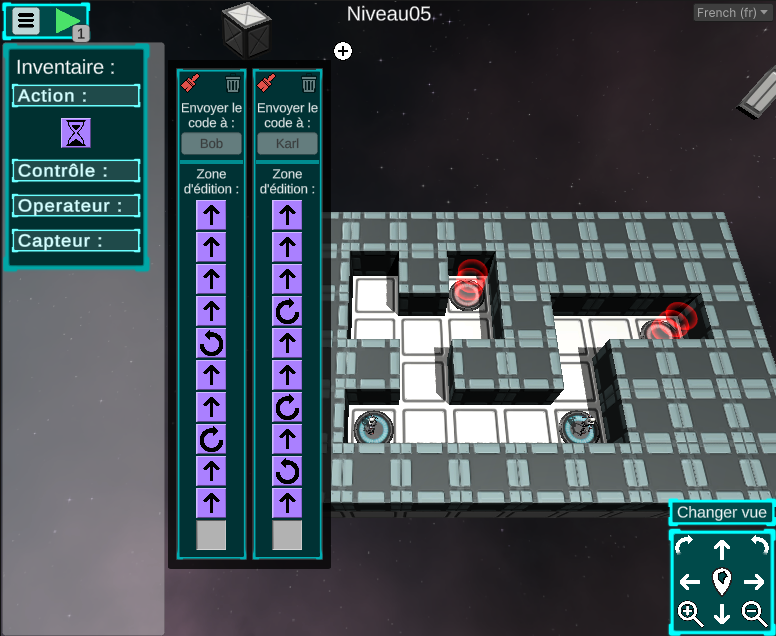 Niveau05
French (fr)
1
Inventaire :
Action :
Contrôle :
Operateur :
Capteur :
Envoyer le
code à :
Bob
Zone
d'édition :
Envoyer le
code à :
Karl
Zone
d'édition :
Changer vue